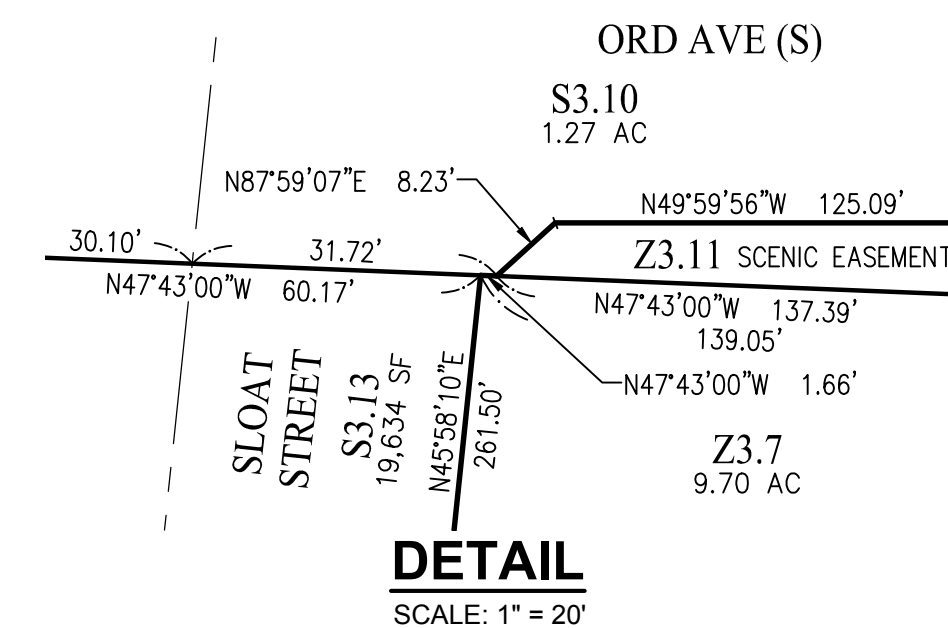 ORD AVE (S)
S3.10
1.27 AC
N87°59'07"E 8.23'
N49°59'56"W 125.09'
30.10'
31.72'
Z3.11 SCENIC EASEMENT
N47°43'00"W 60.17'
N47°43'00"W 137.39'
139.05'
N47°43'00"W 1.66'
SLOAT
STREET
S3.13
19,634 SF
N45°58'10"E
261.50'
Z3.7
9.70 AC
DETAIL
SCALE: 1" = 20'